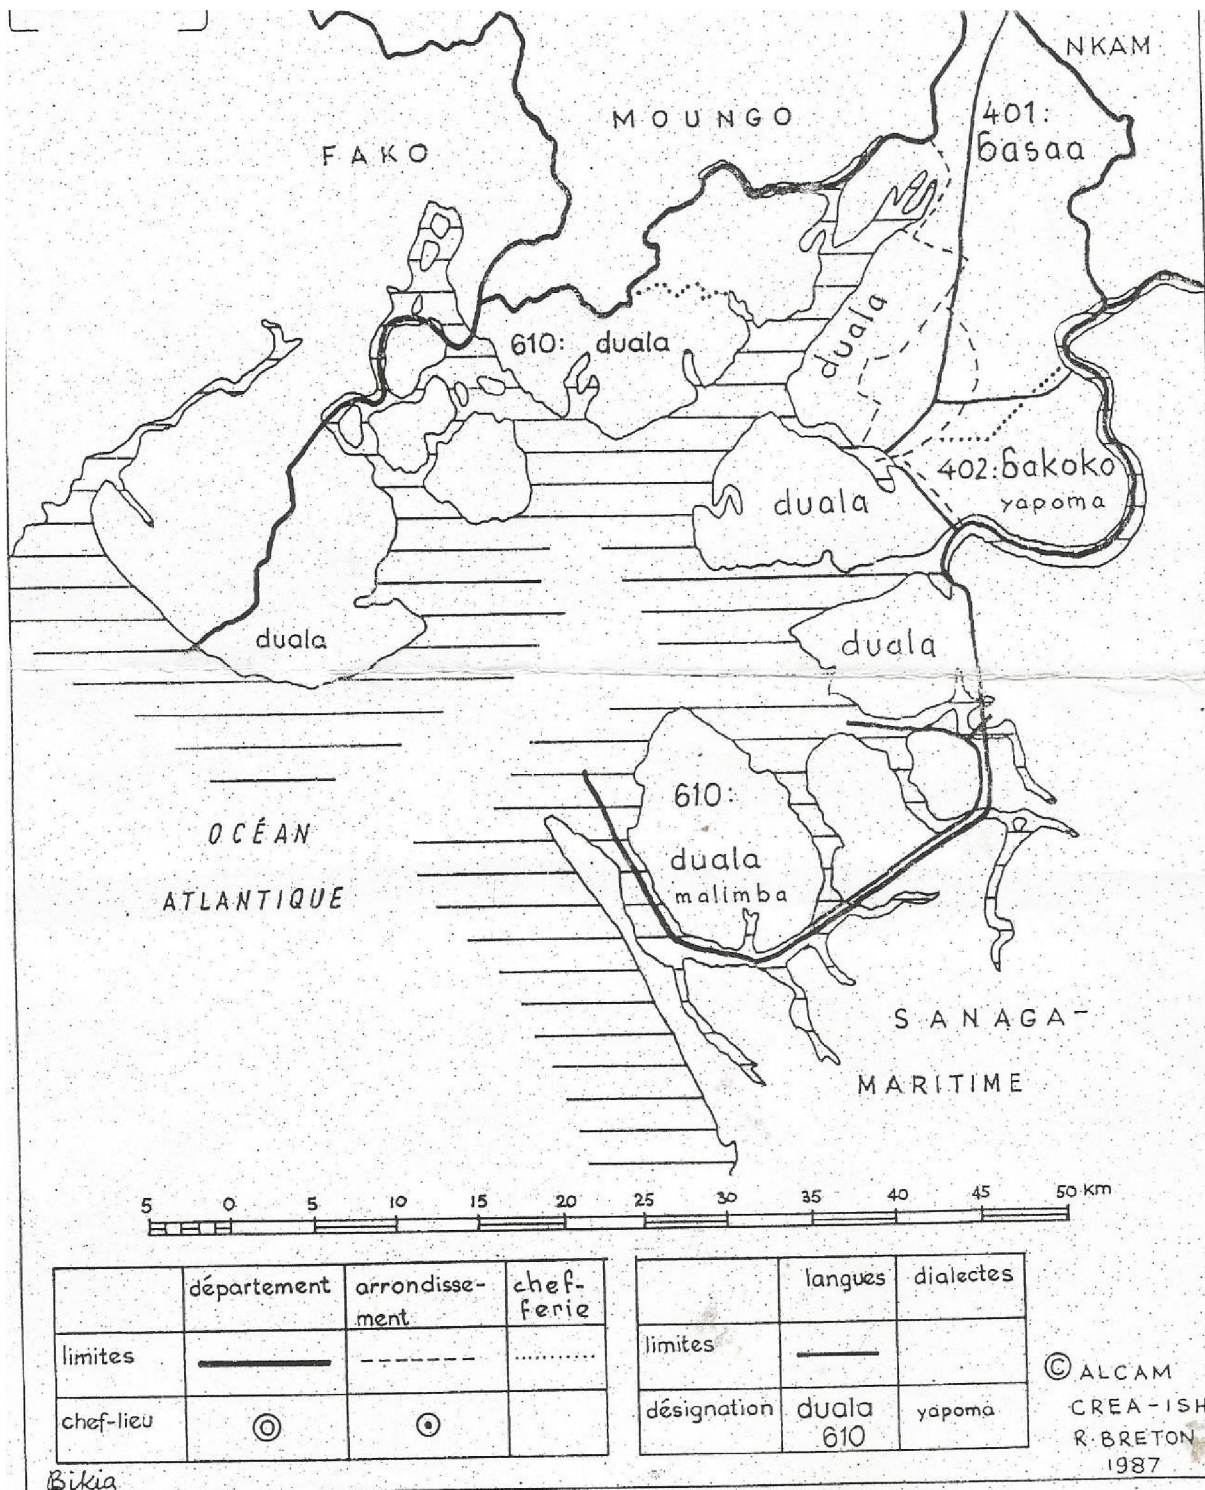 NKAM
MOUNGO
FAKO
401:
ɓasaa
duala
610: duala
402: ɓakoko
yapoma
duala
duala
duala
610:
duala
malimba
OCÉAN
ATLANTIQUE
SANAGA-
MARITIME
5 0 5 10 15 20 25 30 35 40 45 50 km
département arrondisse-
ment chef-
ferie
limites
chef-lieu
langues dialectes
limites
désignation duala
610 yapoma
© ALCAM
CREA-ISH
R. BRETON
1987
Bikia